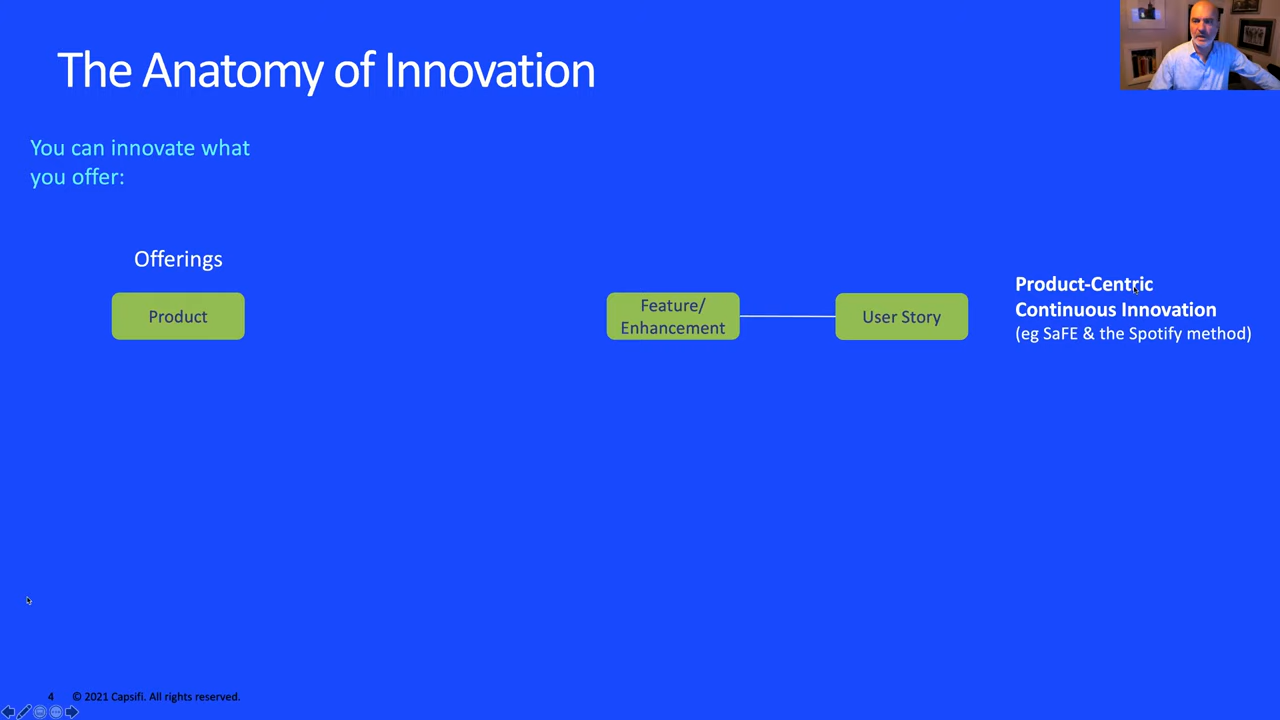 The Anatomy of Innovation
You can innovate what
you offer:
Offerings
Product
Feature/
Enhancement
User Story
Product-Centric
Continuous Innovation
(eg SaFE & the Spotify method)
4 © 2021 Capsifi. All rights reserved.